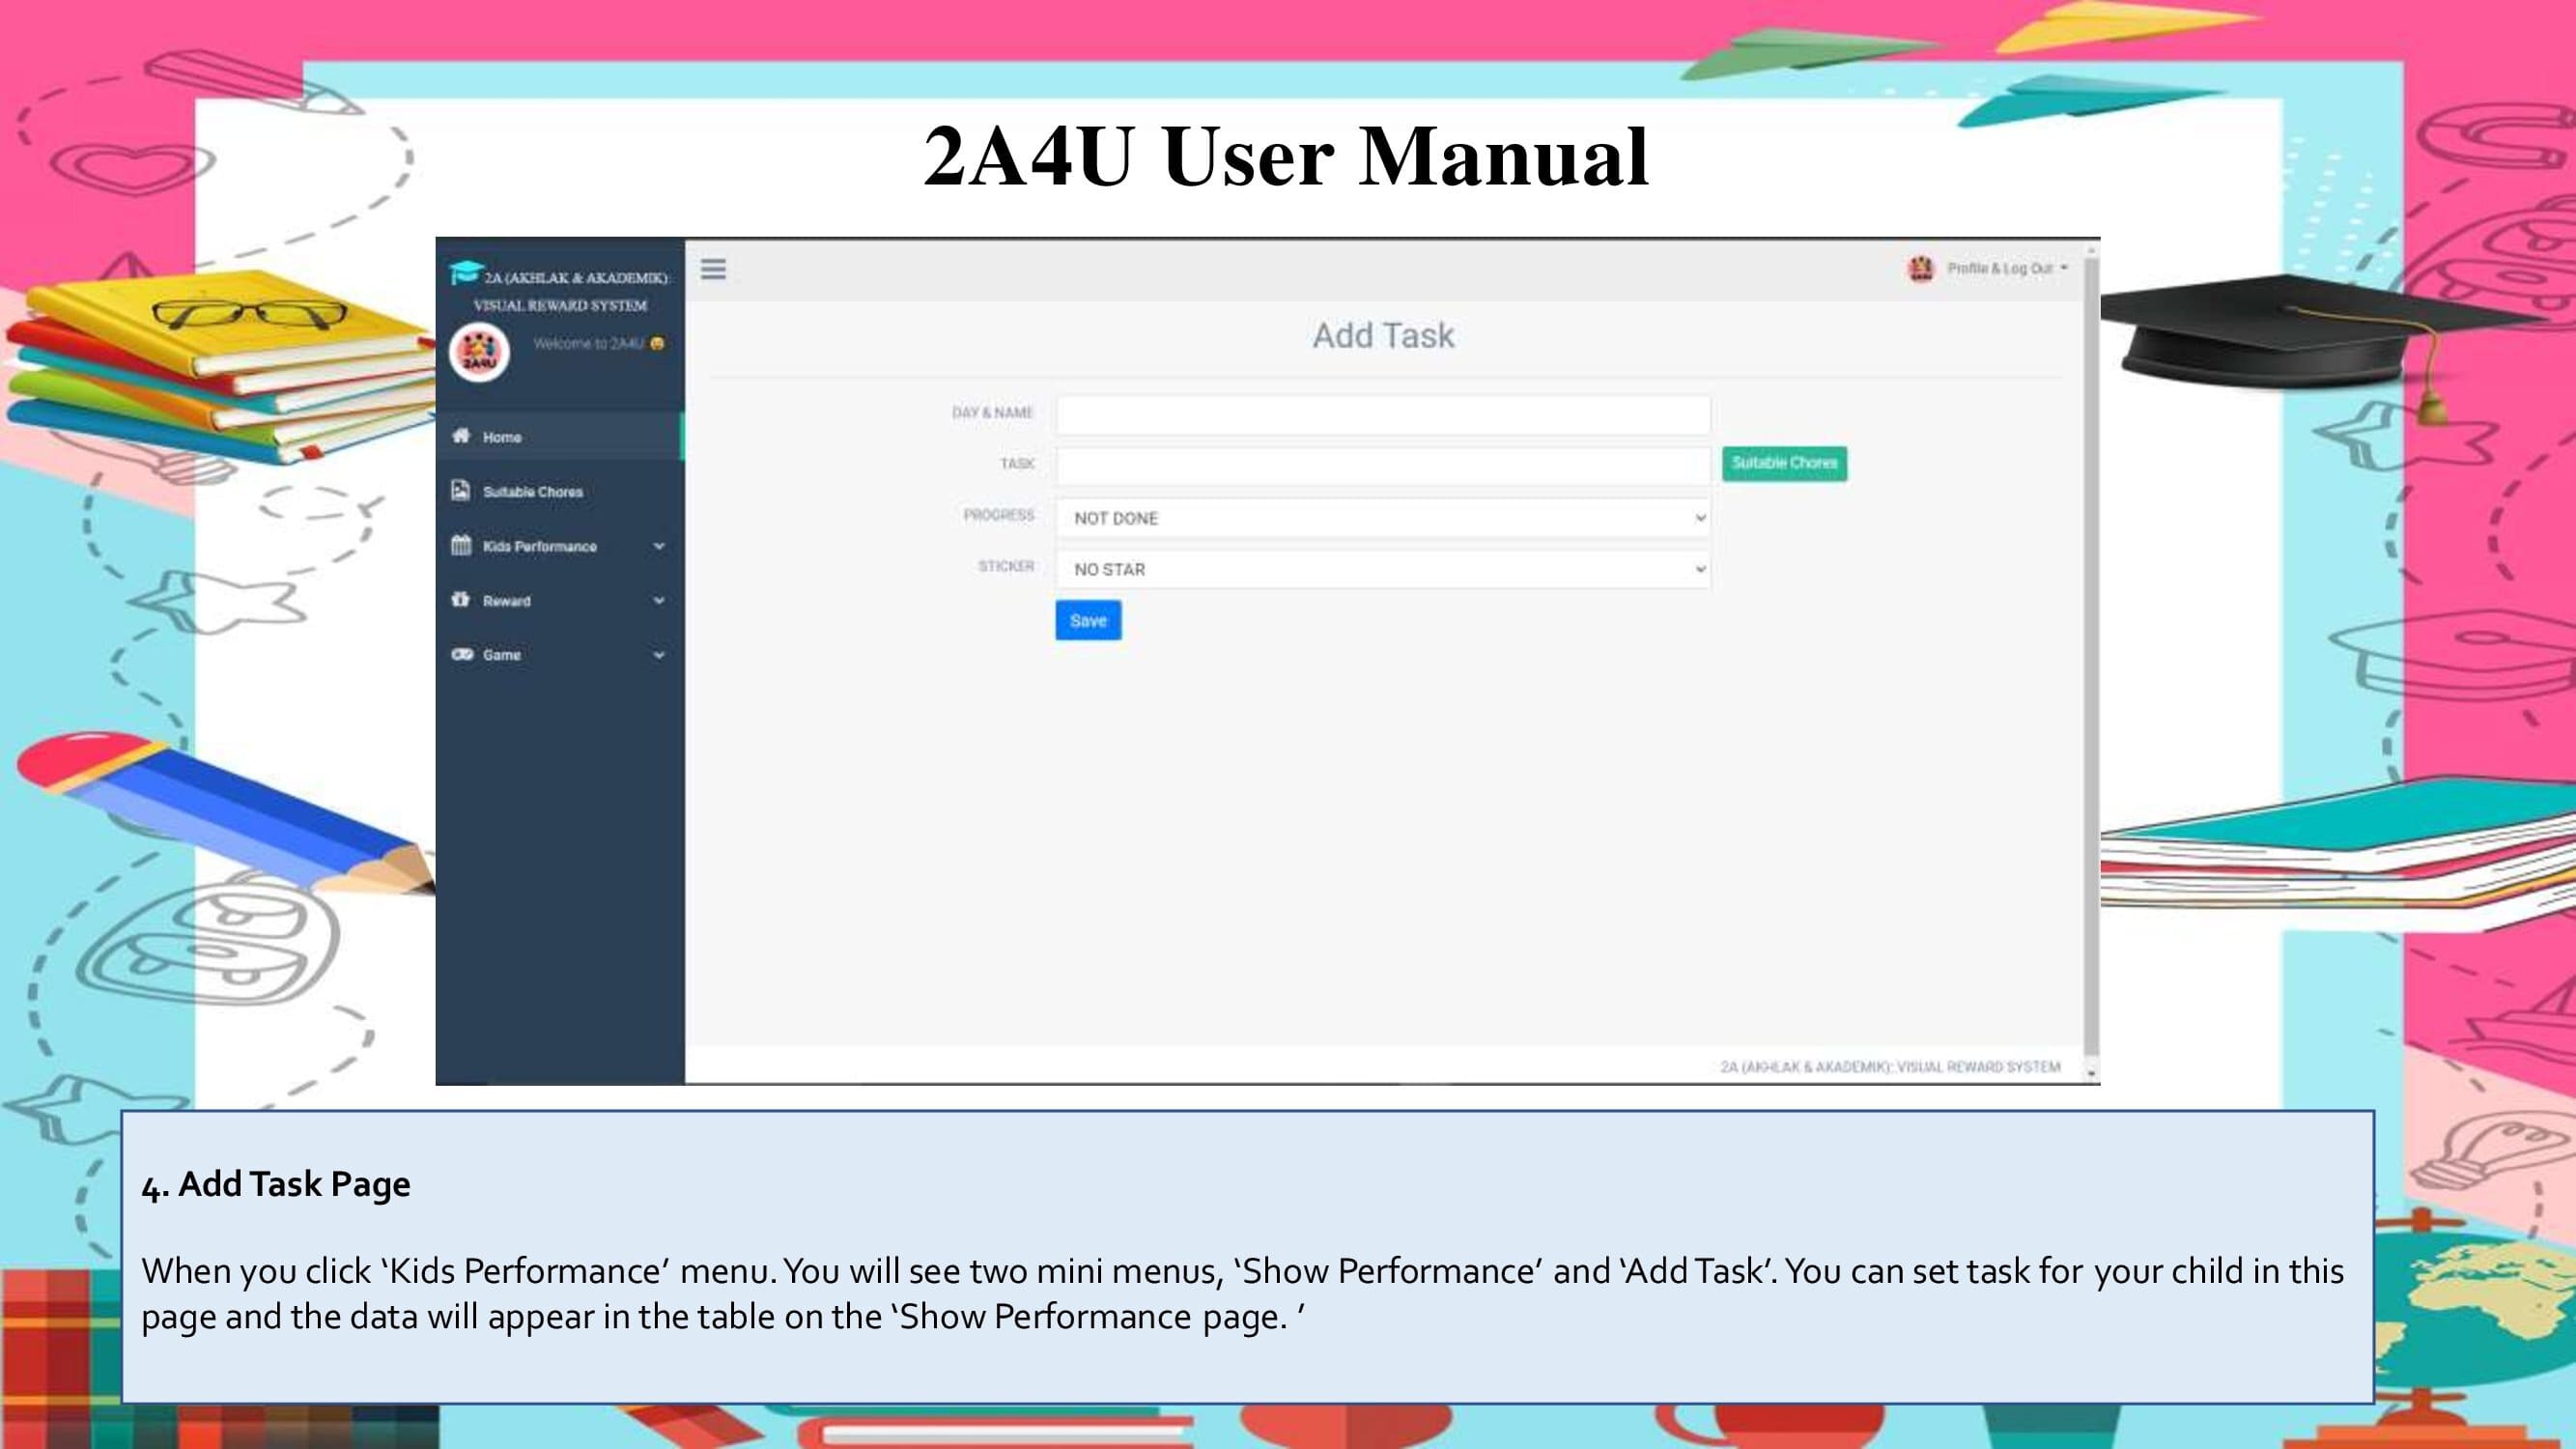 2A4U User Manual
2A (AKHLAK & AKADEMIK):
VISUAL REWARD SYSTEM
2A4U
Welcome to 2A4U
Profile & Log Out
Home
Suitable Chores
Kids Performance
Reward
Game
Add Task
DAY & NAME
TASK
Suitable Chores
PROGRESS
NOT DONE
STICKER
NO STAR
Save
2A (AKHLAK & AKADEMIK): VISUAL REWARD SYSTEM
4. Add Task Page
When you click ‘Kids Performance’ menu. You will see two mini menus, ‘Show Performance’ and ‘Add Task’. You can set task for your child in this
page and the data will appear in the table on the ‘Show Performance page. ’